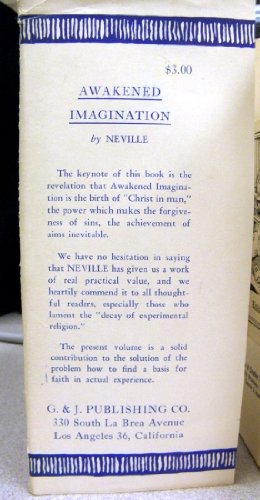 $3.00
AWAKENED
IMAGINATION
by NEVILLE
The keynote of this book is the
revelation that Awakened Imagina-
tion is the birth of "Christ in man,"
the power which makes the forgive-
ness of sins, the achievement of
aims inevitable.
We have no hesitation in saying
that NEVILLE has given us a work
of real practical value, and we
heartily commend it to all thought-
ful readrs, especially those who
lament the "decay of experimental
religion."
The present volume is a solid
contribution to the solution of the
problem how to find a basis for
faith in actual experience.
G. & J. PUBLISHING CO.
330 South La Brea Avenue
Los Angeles 36, California